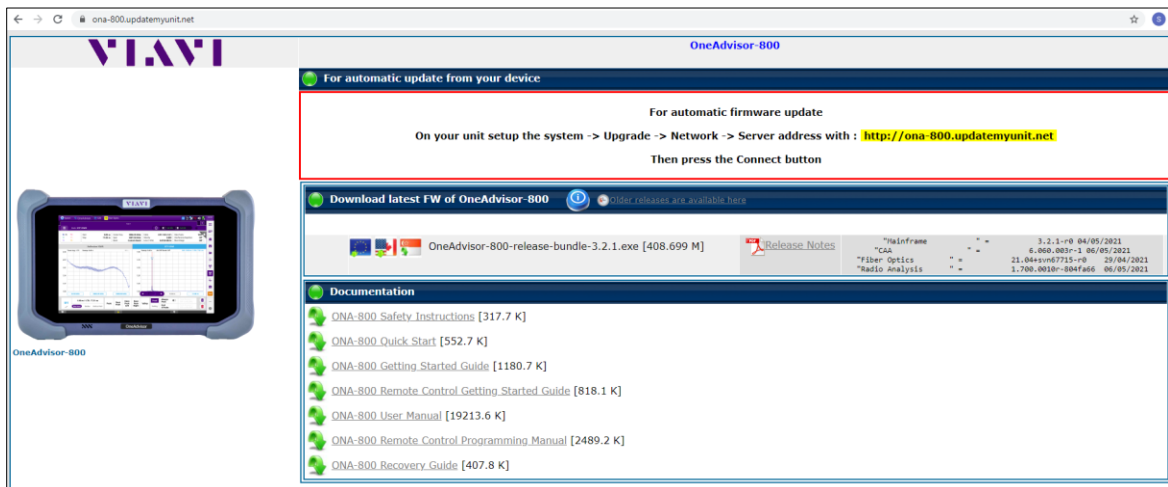 ona-800.updatemyunit.net
S
VIAVI
OneAdvisor-800
For automatic update from your device
For automatic firmware update
On your unit setup the system -> Upgrade -> Network -> Server address with : http://ona-800.updatemyunit.net
Then press the Connect button
Download latest FW of OneAdvisor-800
Older releases are available here
OneAdvisor-800-release-bundle-3.2.1.exe [408.699 M]
Release Notes
"Mainframe " = 3.2.1-r0 04/05/2021
"CAA " = 6.060.003r-1 06/05/2021
"Fiber Optics " = 21.04+svn67715-r0 29/04/2021
"Radio Analysis " = 1.700.0010r-804fa66 06/05/2021
VIAVI
OneAdvisor
OneAdvisor-800
Documentation
ONA-800 Safety Instructions [317.7 K]
ONA-800 Quick Start [552.7 K]
ONA-800 Getting Started Guide [1180.7 K]
ONA-800 Remote Control Getting Started Guide [818.1 K]
ONA-800 User Manual [19213.6 K]
ONA-800 Remote Control Programming Manual [2489.2 K]
ONA-800 Recovery Guide [407.8 K]